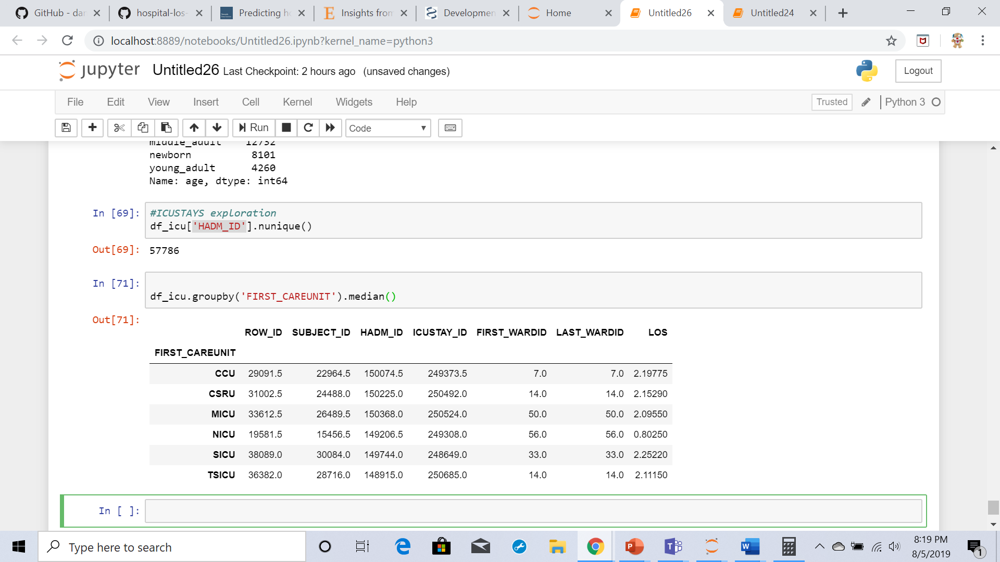 GitHub - dar
hospital-los-
Predicting ho
Insights from
Developmen
Home
Untitled26
Untitled24
localhost:8889/notebooks/Untitled26.ipynb?kernel_name=python3
jupyter Untitled26 Last Checkpoint: 2 hours ago (unsaved changes)
Logout
File Edit View Insert Cell Kernel Widgets Help
Trusted Python 3
Run Code
middle_adult 12732
newborn 8101
young_adult 4260
Name: age, dtype: int64
In [69]: #ICUSTAYS exploration
df_icu['HADM_ID'].nunique()
Out[69]: 57786
In [71]:
df_icu.groupby('FIRST_CAREUNIT').median()
Out[71]:
ROW_ID SUBJECT_ID HADM_ID ICUSTAY_ID FIRST_WARDID LAST_WARDID LOS
FIRST_CAREUNIT
CCU 29091.5 22964.5 150074.5 249373.5 7.0 7.0 2.19775
CSRU 31002.5 24488.0 150225.0 250492.0 14.0 14.0 2.15290
MICU 33612.5 26489.5 150368.0 250524.0 50.0 50.0 2.09550
NICU 19581.5 15456.5 149206.5 249308.0 56.0 56.0 0.80250
SICU 38089.0 30084.0 149744.0 248649.0 33.0 33.0 2.25220
TSICU 36382.0 28716.0 148915.0 250685.0 14.0 14.0 2.11150
In [ ]:
Type here to search
8:19 PM
8/5/2019
1